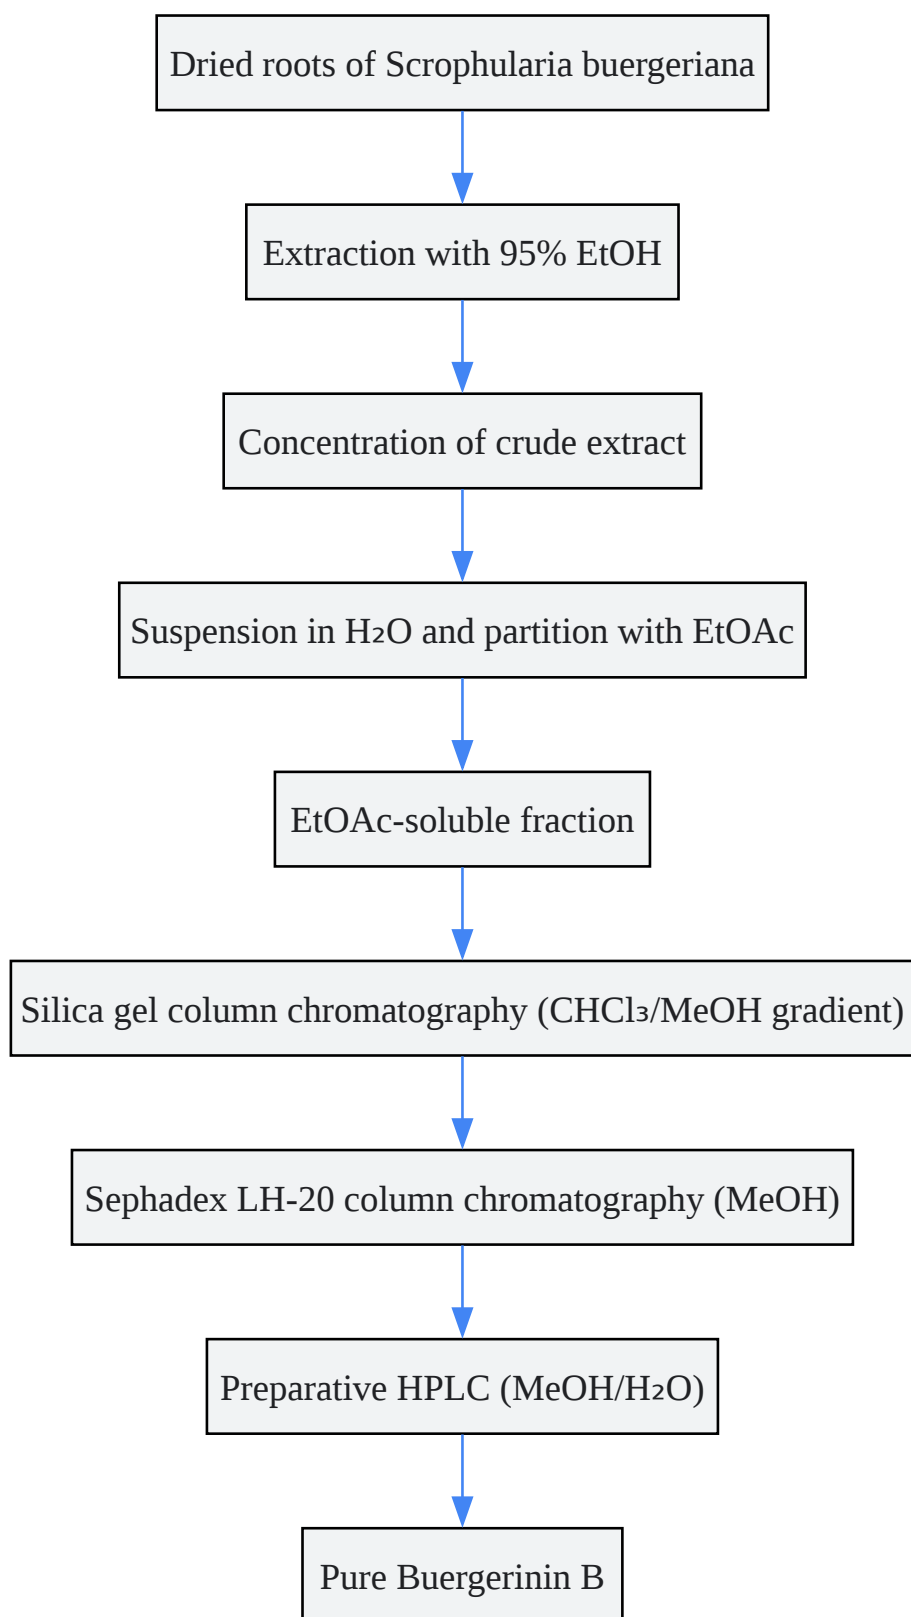 Dried roots of Scrophularia buergeriana
Extraction with 95% EtOH
Concentration of crude extract
Suspension in H₂O and partition with EtOAc
EtOAc-soluble fraction
Silica gel column chromatography (CHCl₃/MeOH gradient)
Sephadex LH-20 column chromatography (MeOH)
Preparative HPLC (MeOH/H₂O)
Pure Buergerinin B